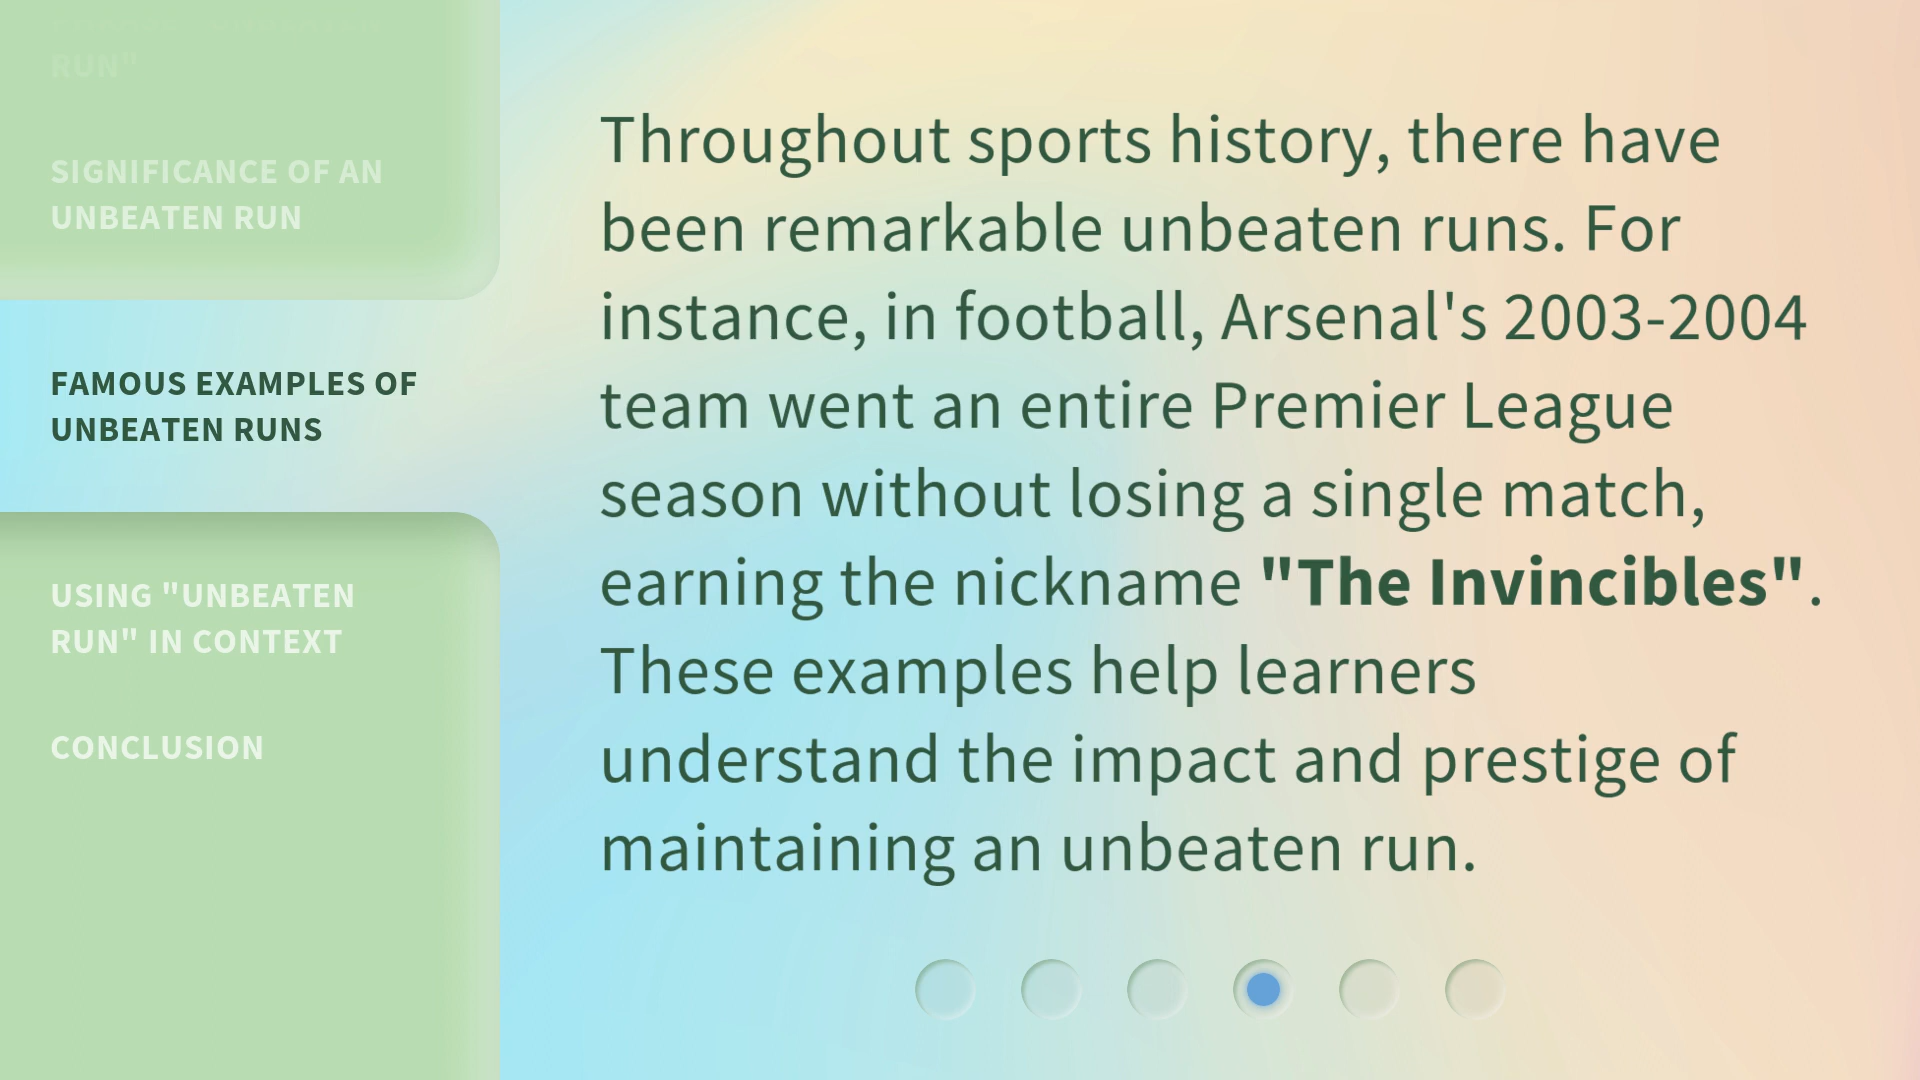 RUN"
SIGNIFICANCE OF AN
UNBEATEN RUN
FAMOUS EXAMPLES OF
UNBEATEN RUNS
USING "UNBEATEN
RUN" IN CONTEXT
CONCLUSION
Throughout sports history, there have
been remarkable unbeaten runs. For
instance, in football, Arsenal's 2003-2004
team went an entire Premier League
season without losing a single match,
earning the nickname "The Invincibles".
These examples help learners
understand the impact and prestige of
maintaining an unbeaten run.